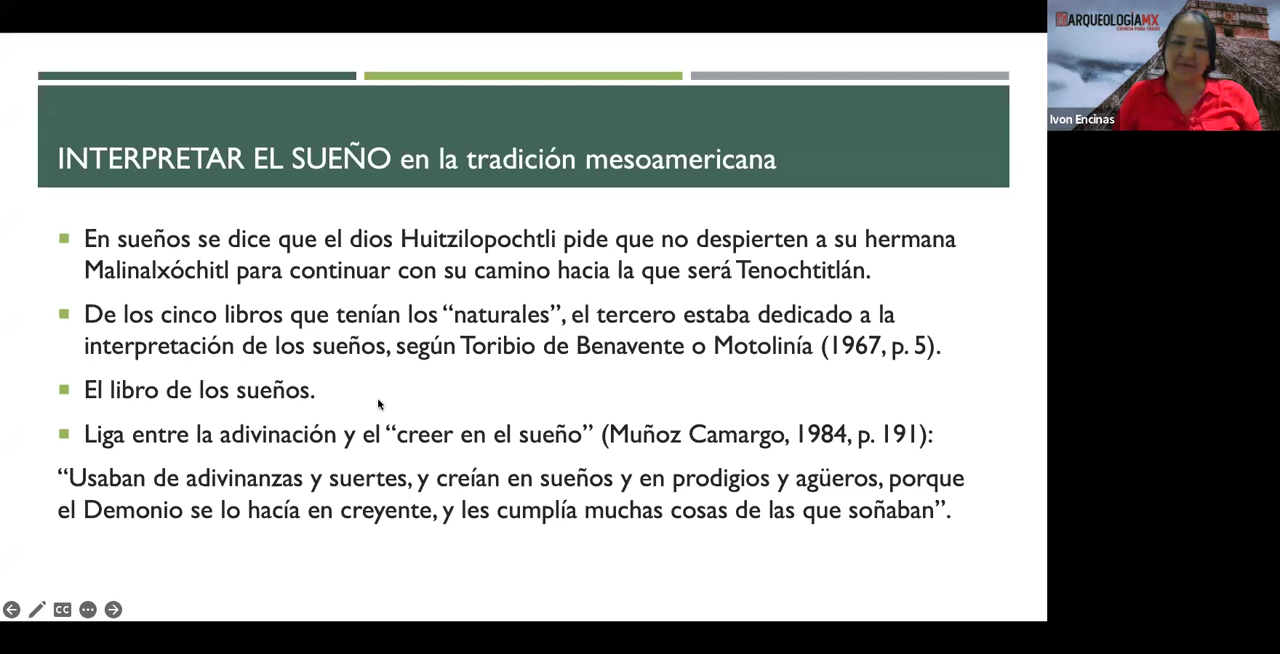 ARQUEOLOGÍAMX
CIENCIA PARA TODXS
Ivon Encinas
INTERPRETAR EL SUEÑO en la tradición mesoamericana
En sueños se dice que el dios Huitzilopochtli pide que no despierten a su hermana
Malinalxóchitl para continuar con su camino hacia la que será Tenochtitlán.
De los cinco libros que tenían los “naturales”, el tercero estaba dedicado a la
interpretación de los sueños, según Toribio de Benavente o Motolinía (1967, p. 5).
El libro de los sueños.
Liga entre la adivinación y el “creer en el sueño” (Muñoz Camargo, 1984, p. 191):
“Usaban de adivinanzas y suertes, y creían en sueños y en prodigios y agüeros, porque
el Demonio se lo hacía en creyente, y les cumplía muchas cosas de las que soñaban”.
CC